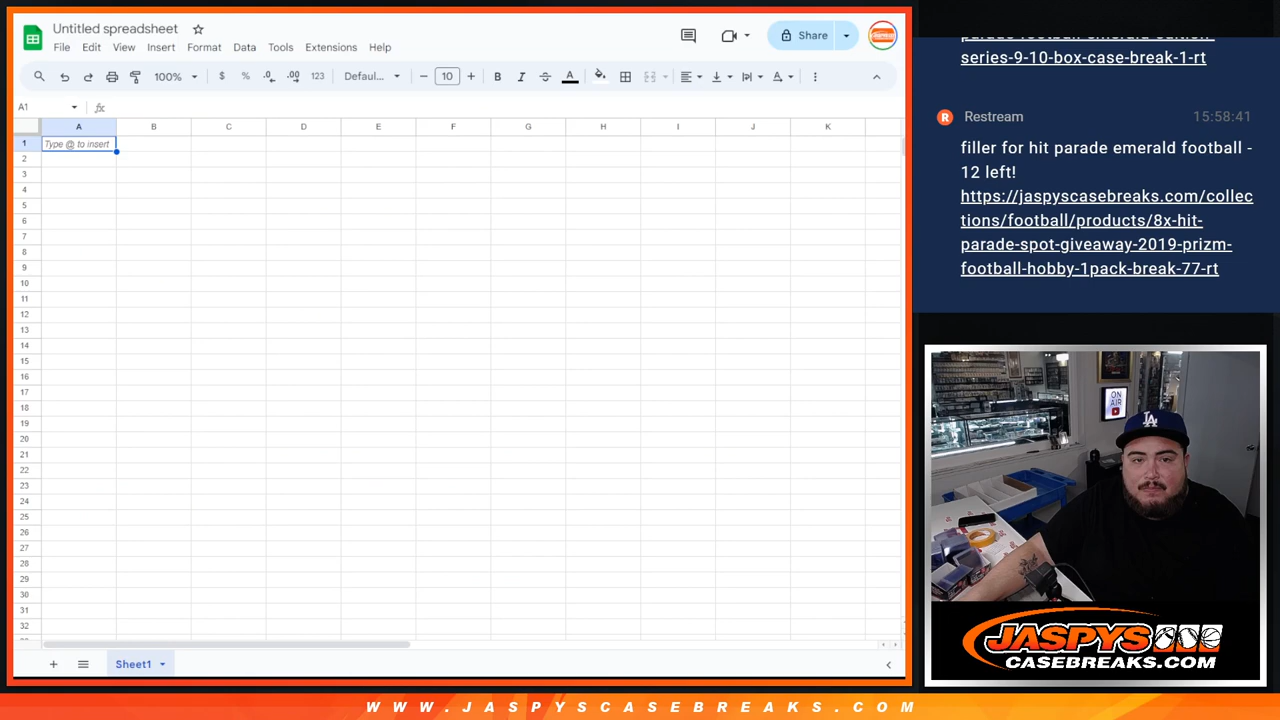 Untitled spreadsheet
File Edit View Insert Format Data Tools Extensions Help
Share
100% $ % .0 .00 123 Defaul... 10 B I A
A1 fx
A B C D E F G H I J K
1 Type @ to insert
2
3
4
5
6
7
8
9
10
11
12
13
14
15
16
17
18
19
20
21
22
23
24
25
26
27
28
29
30
31
32
Sheet1
series-9-10-box-case-break-1-rt
R Restream 15:58:41
filler for hit parade emerald football -
12 left!
https://jaspyscasebreaks.com/collec
tions/football/products/8x-hit-
parade-spot-giveaway-2019-prizm-
football-hobby-1pack-break-77-rt
ON
AIR
LA
JASPYS
CASEBREAKS.COM
WWW.JASPYSCASEBREAKS.COM